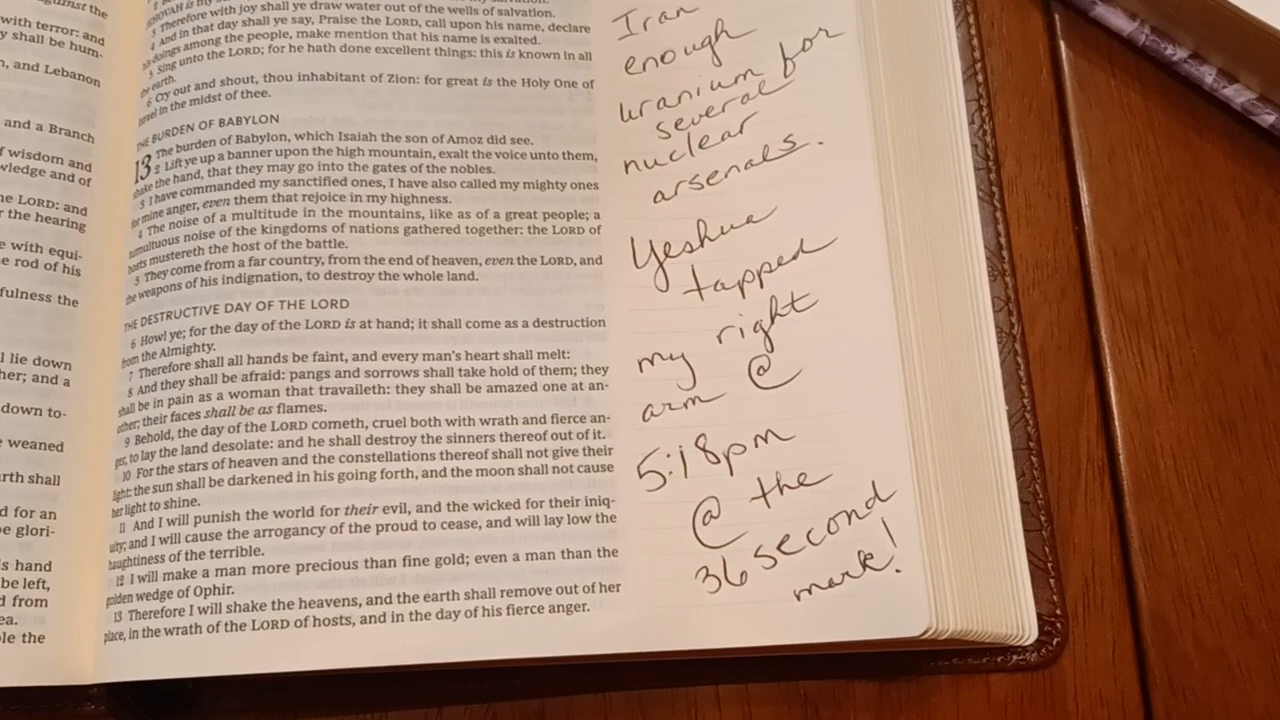 against the
with terror: and
y shall be hum-
n, and Lebanon
and a Branch
f wisdom and
wledge and of
he LORD: and
r the hearing
e with equi-
e rod of his
fulness the
l lie down
her; and a
down to-
e weaned
rth shall
d for an
be glori-
s hand
be left,
d from
ea.
le the
3 Therefore with joy shall ye draw water out of the wells of salvation.
4 And in that day shall ye say, Praise the LORD, call upon his name, declare
his doings among the people, make mention that his name is exalted.
5 Sing unto the LORD; for he hath done excellent things: this is known in all
the earth.
6 Cry out and shout, thou inhabitant of Zion: for great is the Holy One of
Israel in the midst of thee.
THE BURDEN OF BABYLON
13 The burden of Babylon, which Isaiah the son of Amoz did see.
2 Lift ye up a banner upon the high mountain, exalt the voice unto them,
shake the hand, that they may go into the gates of the nobles.
3 I have commanded my sanctified ones, I have also called my mighty ones
for mine anger, even them that rejoice in my highness.
4 The noise of a multitude in the mountains, like as of a great people; a
tumultuous noise of the kingdoms of nations gathered together: the LORD of
hosts mustereth the host of the battle.
5 They come from a far country, from the end of heaven, even the LORD, and
the weapons of his indignation, to destroy the whole land.
THE DESTRUCTIVE DAY OF THE LORD
6 Howl ye; for the day of the LORD is at hand; it shall come as a destruction
from the Almighty.
7 Therefore shall all hands be faint, and every man's heart shall melt:
8 And they shall be afraid: pangs and sorrows shall take hold of them; they
shall be in pain as a woman that travaileth: they shall be amazed one at an-
other; their faces shall be as flames.
9 Behold, the day of the LORD cometh, cruel both with wrath and fierce an-
ger, to lay the land desolate: and he shall destroy the sinners thereof out of it.
10 For the stars of heaven and the constellations thereof shall not give their
light: the sun shall be darkened in his going forth, and the moon shall not cause
her light to shine.
11 And I will punish the world for their evil, and the wicked for their iniq-
uity; and I will cause the arrogancy of the proud to cease, and will lay low the
haughtiness of the terrible.
12 I will make a man more precious than fine gold; even a man than the
golden wedge of Ophir.
13 Therefore I will shake the heavens, and the earth shall remove out of her
place, in the wrath of the LORD of hosts, and in the day of his fierce anger.
Iran
enough
uranium for
several
nuclear
arsenals.
Yeshua
tapped
my right
arm @
5:18pm
@ the
36 second
mark!